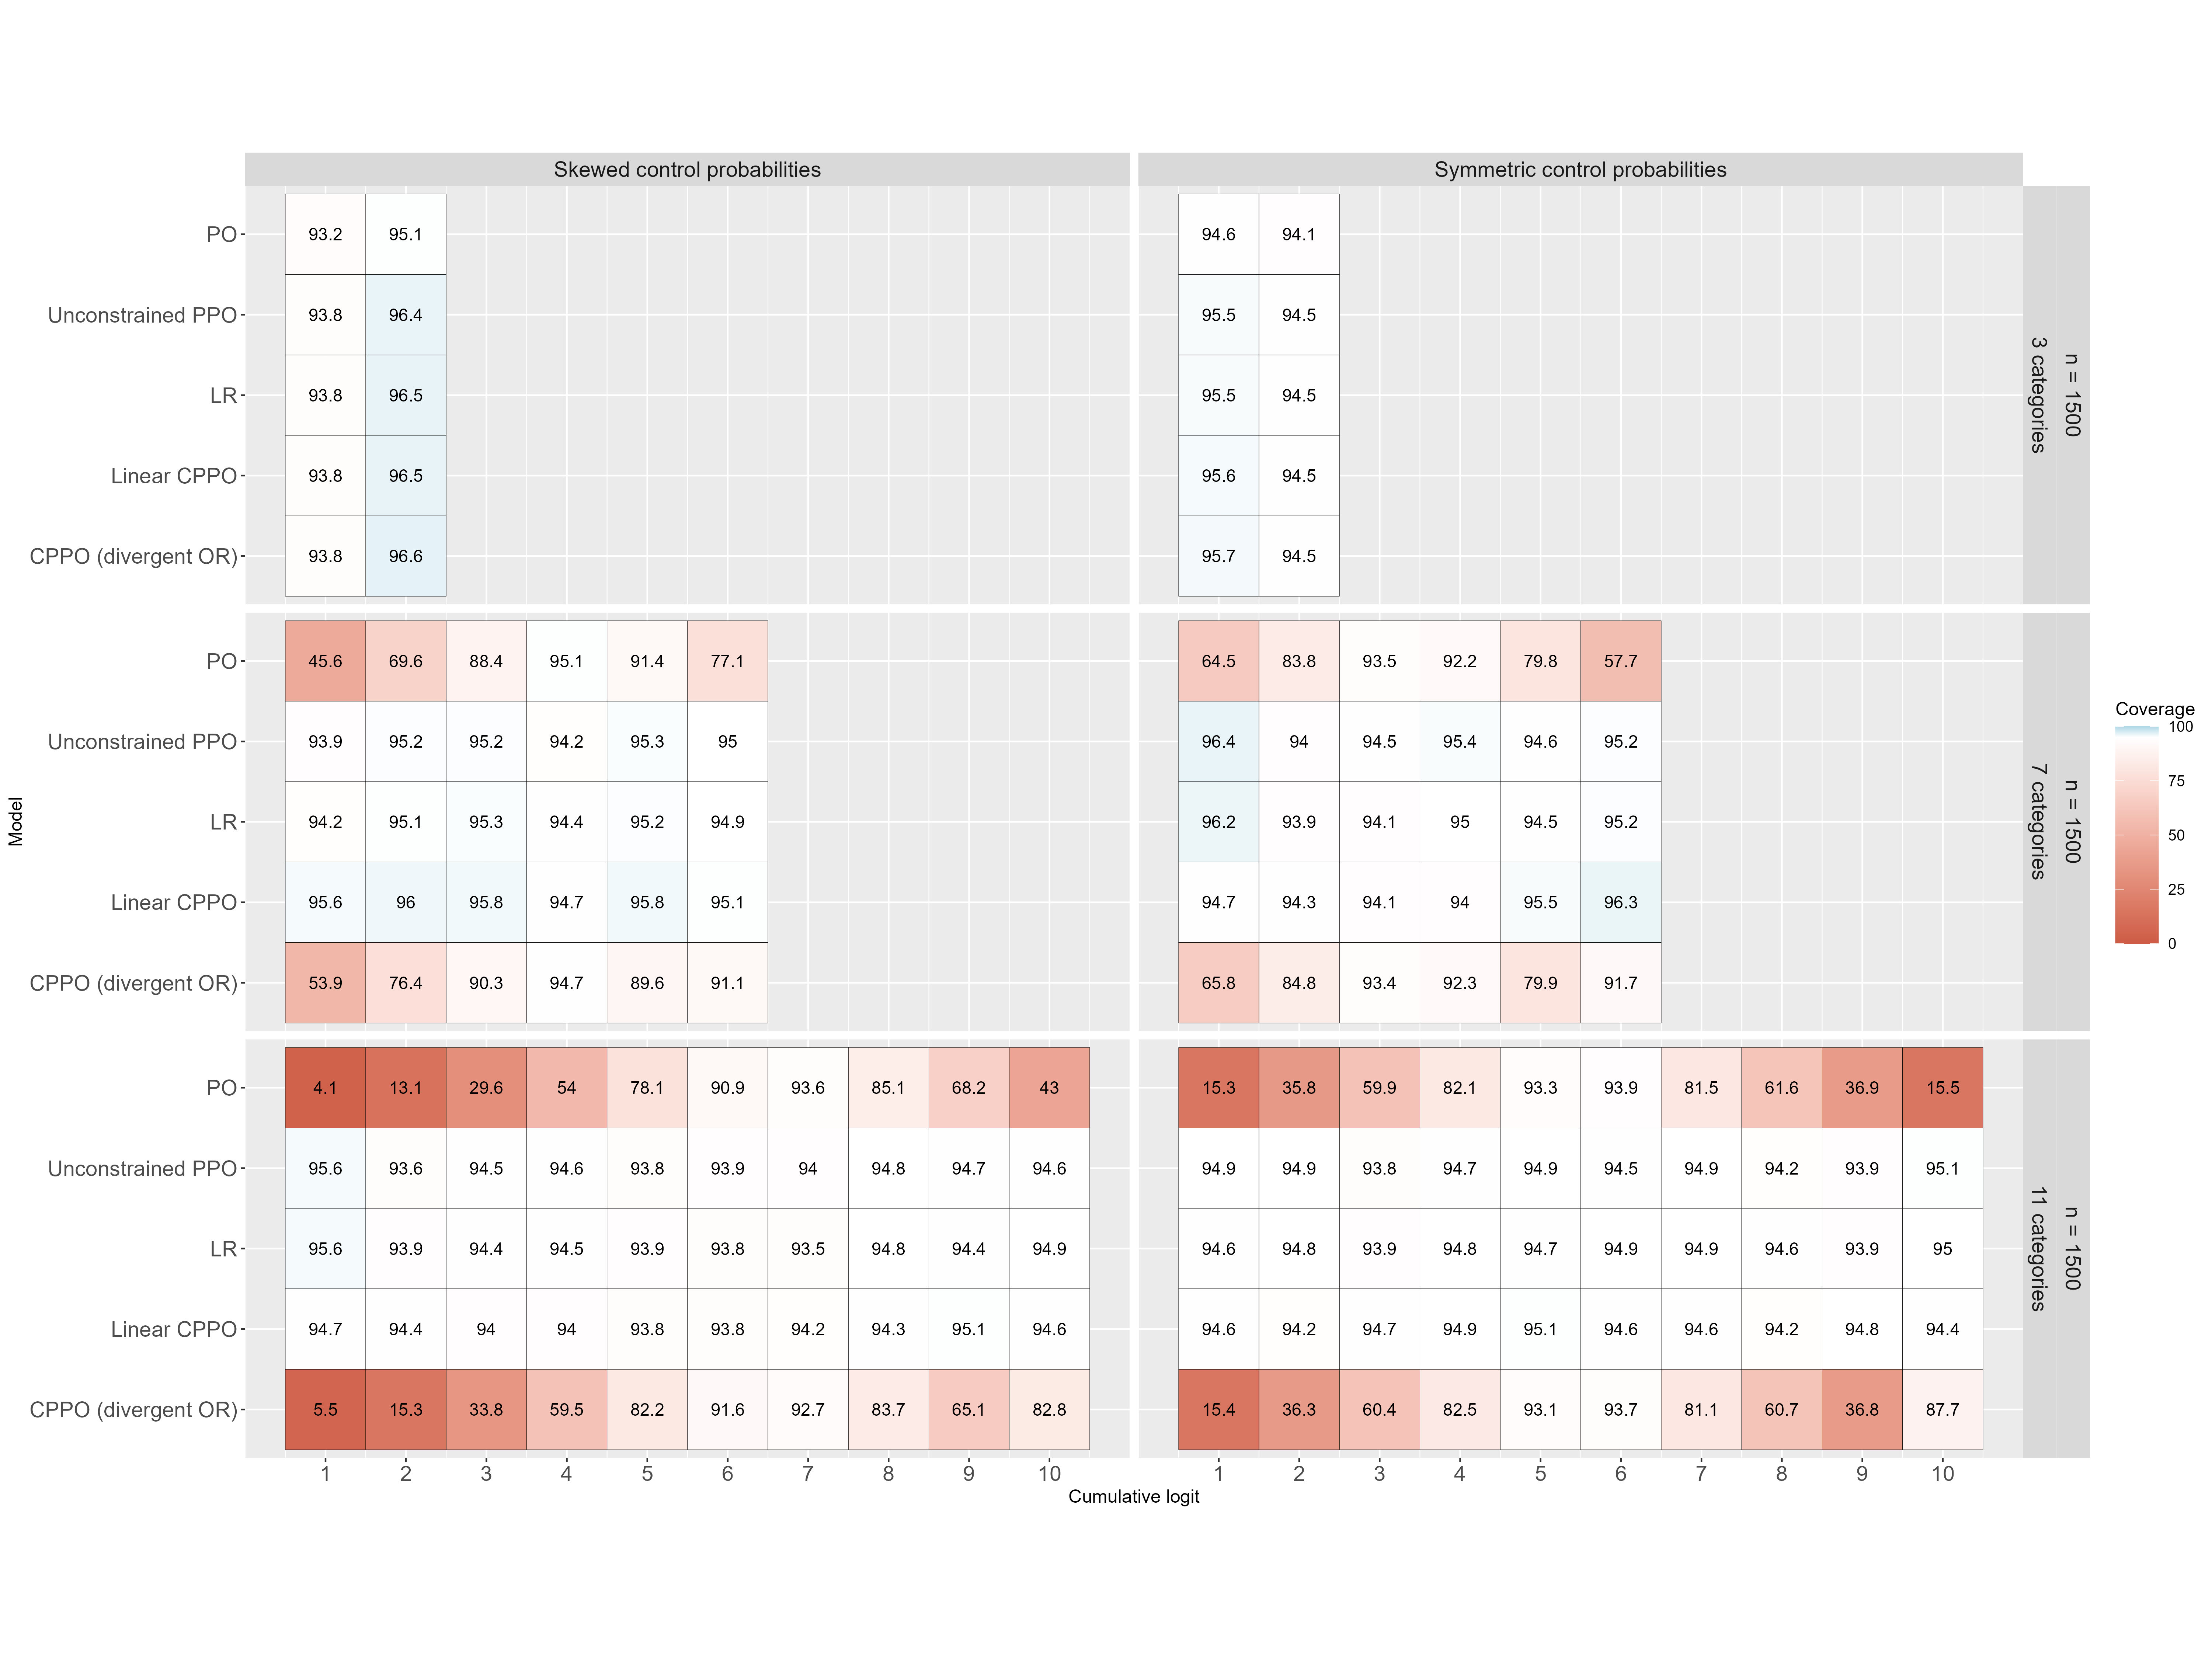 Skewed control probabilities
Symmetric control probabilities
PO
93.2 95.1
94.6 94.1
Unconstrained PPO
93.8 96.4
95.5 94.5
LR
93.8 96.5
95.5 94.5
Linear CPPO
93.8 96.5
95.6 94.5
CPPO (divergent OR)
93.8 96.6
95.7 94.5
3 categories
n = 1500
PO
45.6 69.6 88.4 95.1 91.4 77.1
64.5 83.8 93.5 92.2 79.8 57.7
Unconstrained PPO
93.9 95.2 95.2 94.2 95.3 95
96.4 94 94.5 95.4 94.6 95.2
LR
94.2 95.1 95.3 94.4 95.2 94.9
96.2 93.9 94.1 95 94.5 95.2
Linear CPPO
95.6 96 95.8 94.7 95.8 95.1
94.7 94.3 94.1 94 95.5 96.3
CPPO (divergent OR)
53.9 76.4 90.3 94.7 89.6 91.1
65.8 84.8 93.4 92.3 79.9 91.7
7 categories
n = 1500
PO
4.1 13.1 29.6 54 78.1 90.9 93.6 85.1 68.2 43
15.3 35.8 59.9 82.1 93.3 93.9 81.5 61.6 36.9 15.5
Unconstrained PPO
95.6 93.6 94.5 94.6 93.8 93.9 94 94.8 94.7 94.6
94.9 94.9 93.8 94.7 94.9 94.5 94.9 94.2 93.9 95.1
LR
95.6 93.9 94.4 94.5 93.9 93.8 93.5 94.8 94.4 94.9
94.6 94.8 93.9 94.8 94.7 94.9 94.9 94.6 93.9 95
Linear CPPO
94.7 94.4 94 94 93.8 93.8 94.2 94.3 95.1 94.6
94.6 94.2 94.7 94.9 95.1 94.6 94.6 94.2 94.8 94.4
CPPO (divergent OR)
5.5 15.3 33.8 59.5 82.2 91.6 92.7 83.7 65.1 82.8
15.4 36.3 60.4 82.5 93.1 93.7 81.1 60.7 36.8 87.7
11 categories
n = 1500
1 2 3 4 5 6 7 8 9 10
1 2 3 4 5 6 7 8 9 10
Cumulative logit
Model
Coverage
100
75
50
25
0